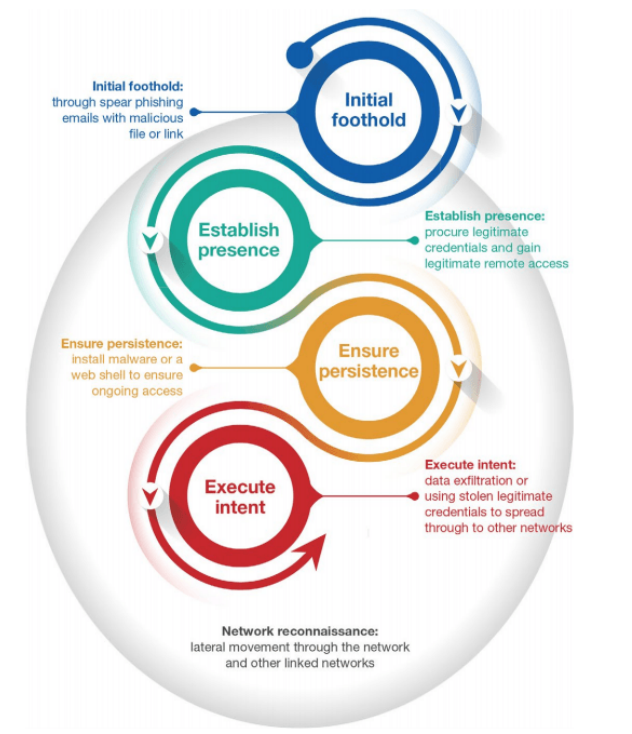 Initial foothold:
through spear phishing
emails with malicious
file or link
Initial
foothold
Establish
presence
Establish presence:
procure legitimate
credentials and gain
legitimate remote access
Ensure persistence:
install malware or a
web shell to ensure
ongoing access
Ensure
persistence
Execute
intent
Execute intent:
data exfiltration or
using stolen legitimate
credentials to spread
through to other networks
Network reconnaissance:
lateral movement through the network
and other linked networks